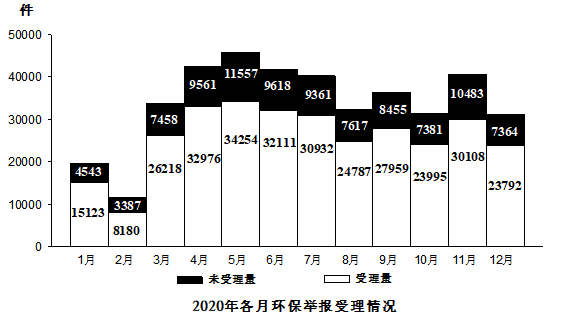 件
50000
40000
30000
20000
10000
0
4543 3387 7458 9561 11557 9618 9361 7617 8455 7381 10483 7364
15123 8180 26218 32976 34254 32111 30932 24787 27959 23995 30108 23792
1月 2月 3月 4月 5月 6月 7月 8月 9月 10月 11月 12月
未受理量 受理量
2020年各月环保举报受理情况